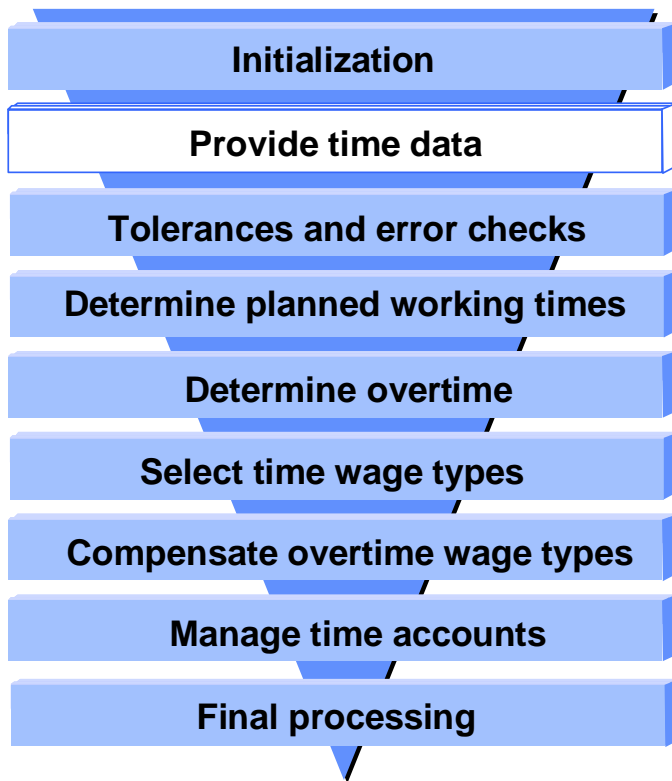 Initialization
Provide time data
Tolerances and error checks
Determine planned working times
Determine overtime
Select time wage types
Compensate overtime wage types
Manage time accounts
Final processing